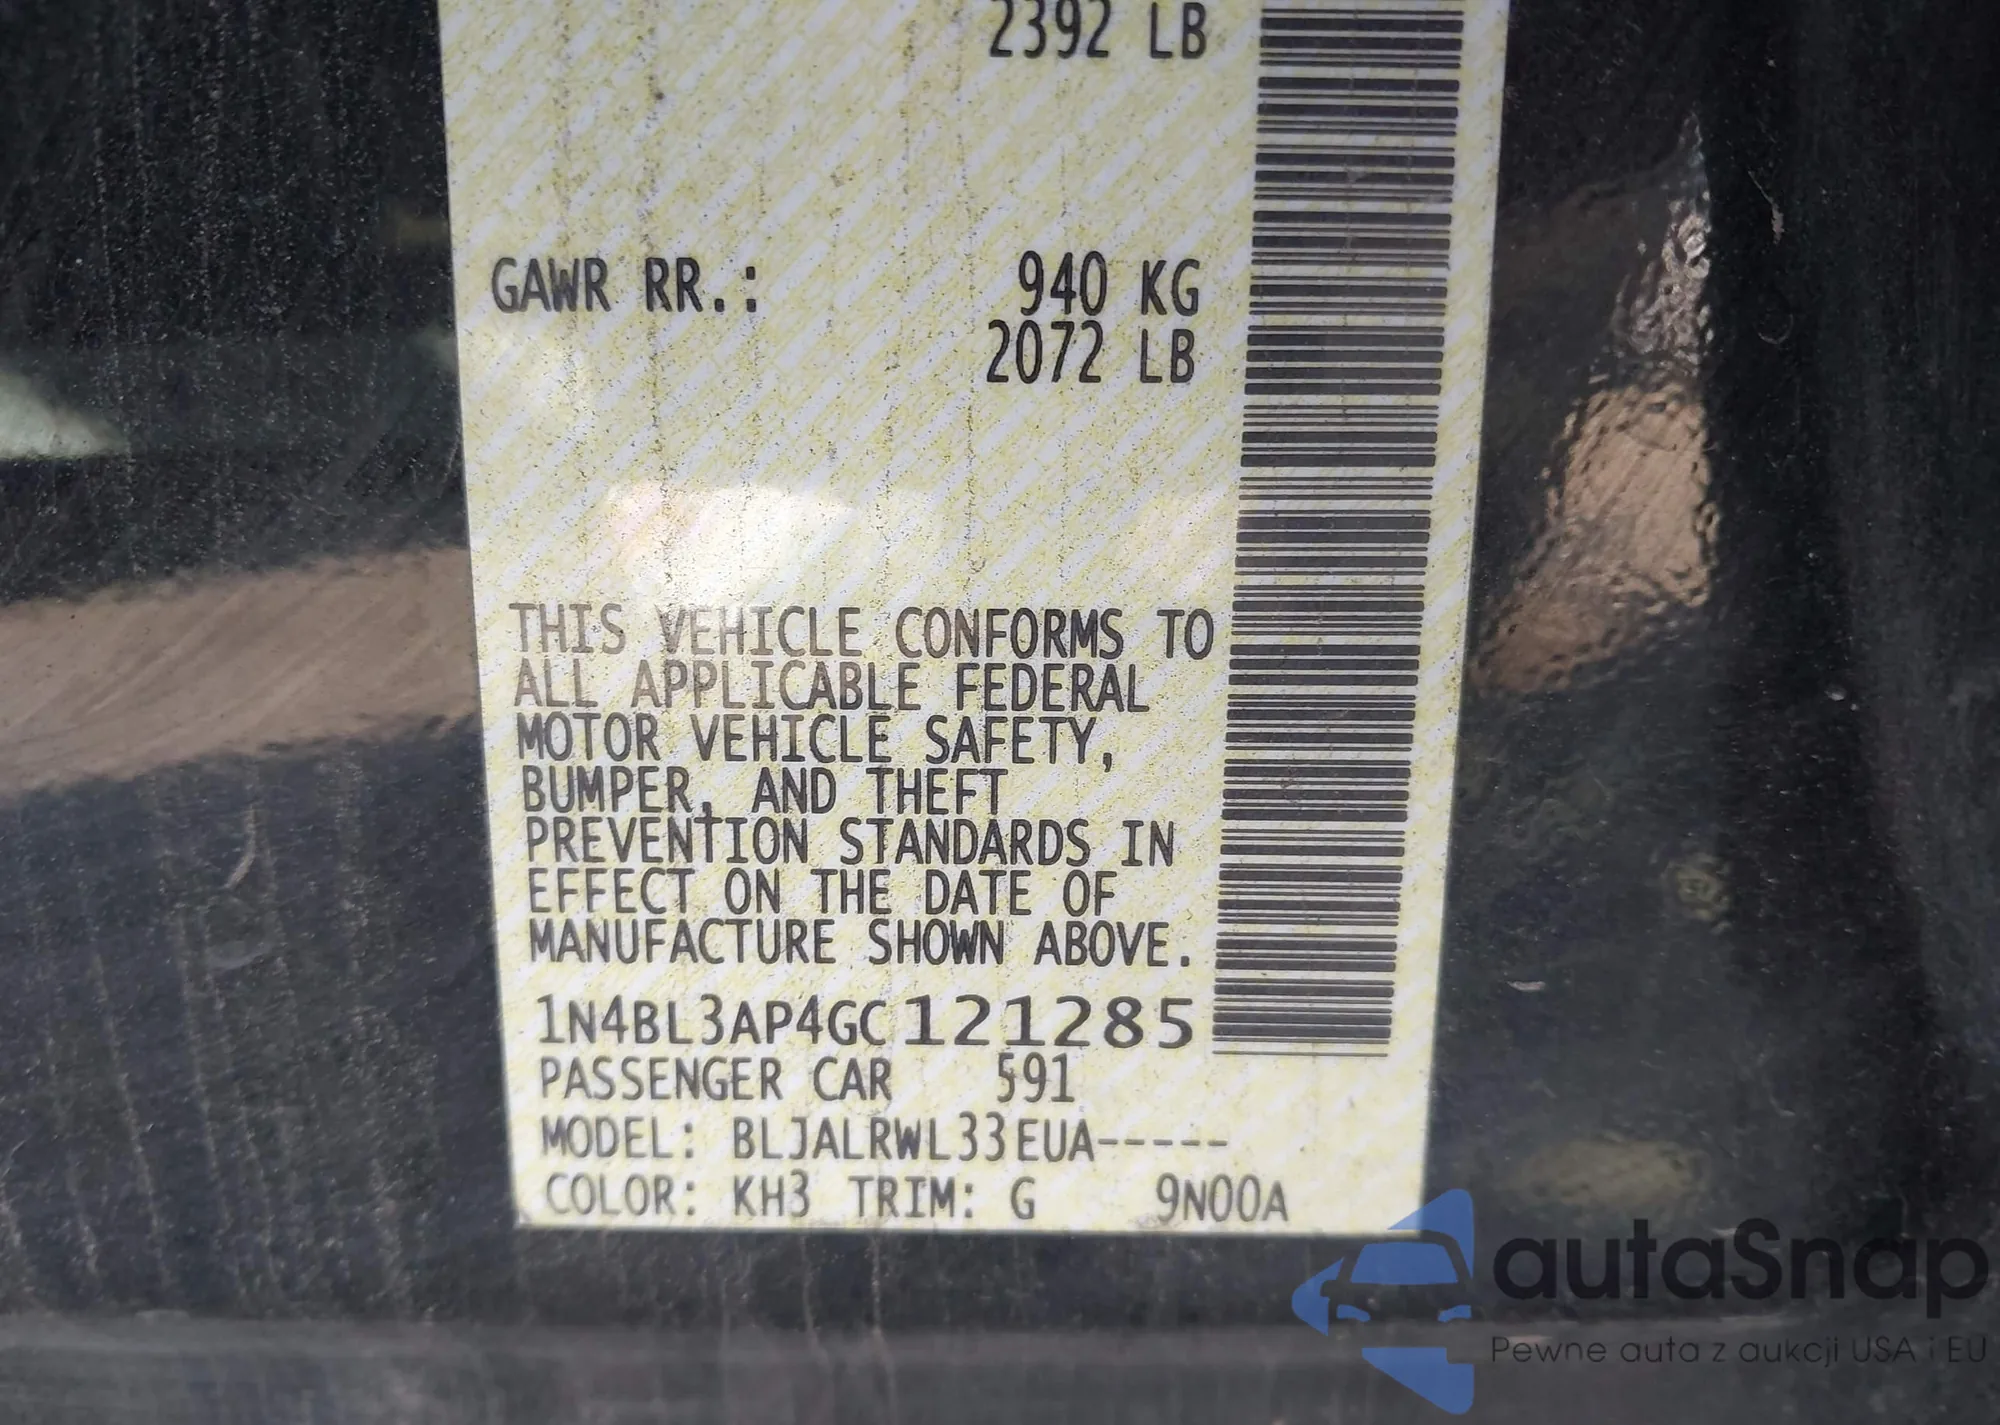 2392 LB
GAWR RR.: 940 KG
2072 LB
THIS VEHICLE CONFORMS TO
ALL APPLICABLE FEDERAL
MOTOR VEHICLE SAFETY,
BUMPER, AND THEFT
PREVENTION STANDARDS IN
EFFECT ON THE DATE OF
MANUFACTURE SHOWN ABOVE.
1N4BL3AP4GC121285
PASSENGER CAR 591
MODEL: BLJALRWL33EUA-----
COLOR: KH3 TRIM: G 9N00A
autaSnap
Pewne auta z aukcji USA i EU